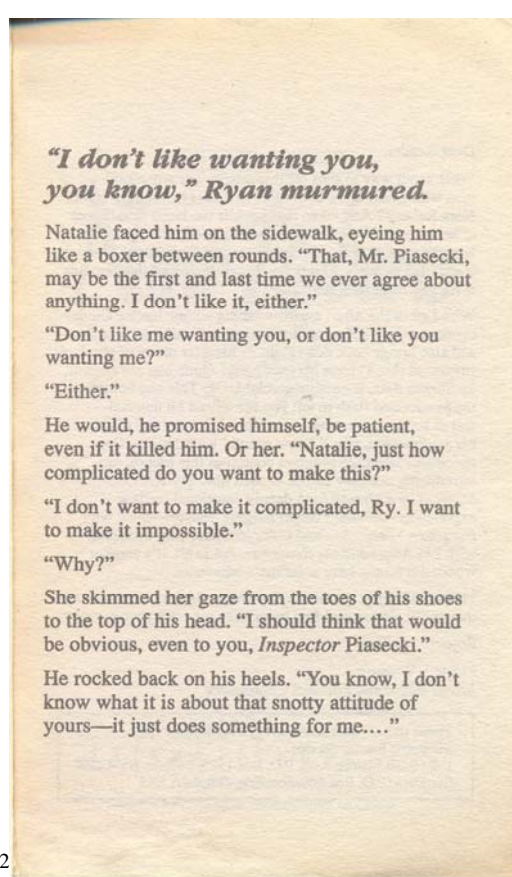 “I don’t like wanting you,
you know,” Ryan murmured.
Natalie faced him on the sidewalk, eyeing him
like a boxer between rounds. “That, Mr. Piasecki,
may be the first and last time we ever agree about
anything. I don’t like it, either.”
“Don’t like me wanting you, or don’t like you
wanting me?”
“Either.”
He would, he promised himself, be patient,
even if it killed him. Or her. “Natalie, just how
complicated do you want to make this?”
“I don’t want to make it complicated, Ry. I want
to make it impossible.”
“Why?”
She skimmed her gaze from the toes of his shoes
to the top of his head. “I should think that would
be obvious, even to you, Inspector Piasecki.”
He rocked back on his heels. “You know, I don’t
know what it is about that snotty attitude of
yours—it just does something for me....”
2